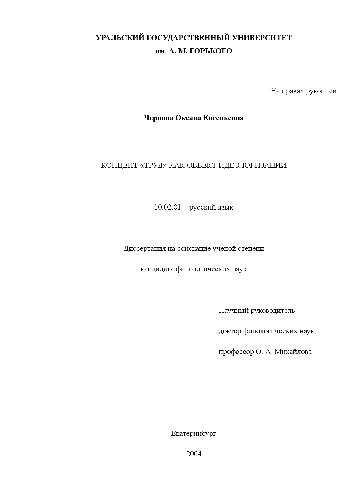 УРАЛЬСКИЙ ГОСУДАРСТВЕННЫЙ УНИВЕРСИТЕТ
им. А. М. ГОРЬКОГО
На правах рукописи
Чернова Оксана Евгеньевна
КОНЦЕПТ «ТРУД» КАК ОБЪЕКТ ИДЕОЛОГИЗАЦИИ
10.02.01 – русский язык
Диссертация на соискание ученой степени
кандидата филологических наук
Научный руководитель
доктор филологических наук,
профессор О. А. Михайлова
Екатеринбург
2004